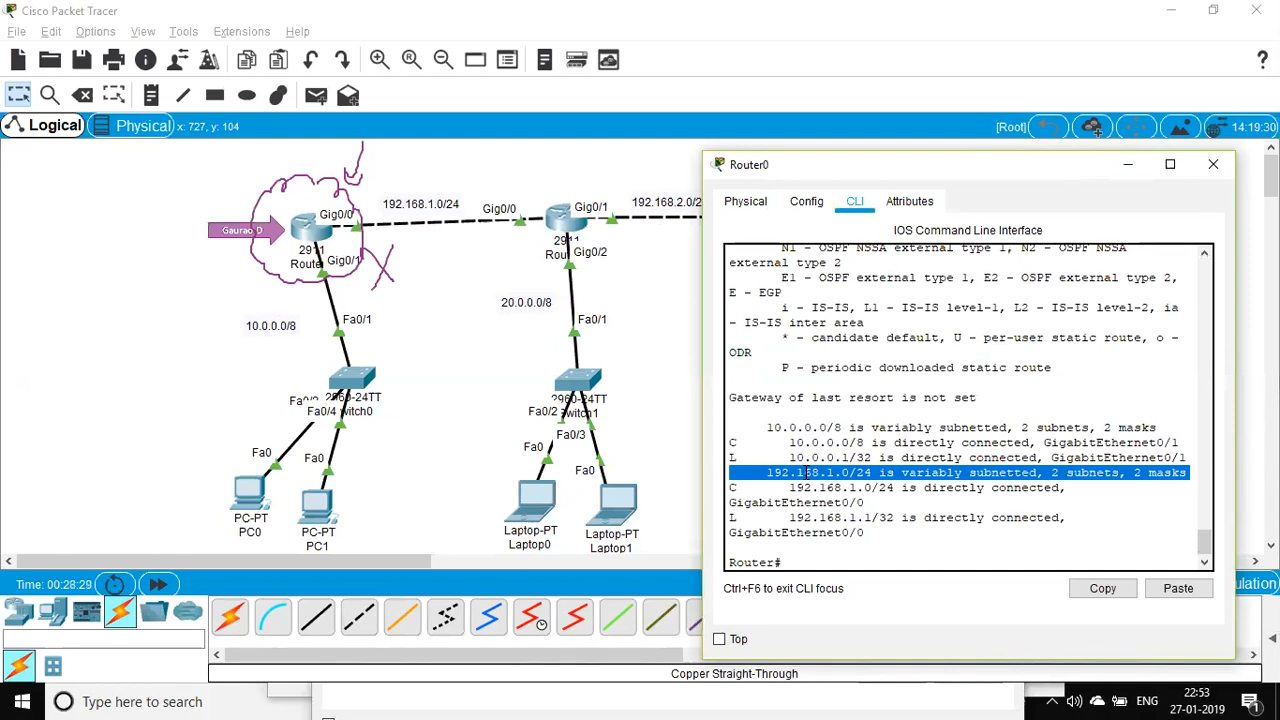 Cisco Packet Tracer
File Edit Options View Tools Extensions Help
Logical Physical x: 727, y: 104 [Root] 14:19:30
192.168.1.0/24
192.168.2.0/2
Gig0/0
Gig0/0
Gig0/1
Gaurao D
2911
Route
Gig0/1
2911
Rout
Gig0/2
10.0.0.0/8
20.0.0.0/8
Fa0/1
Fa0/1
2960-24TT
witch0
Fa0/4
2960-24TT
Switch1
Fa0/2
Fa0/3
Fa0
Fa0
Fa0
Fa0
PC-PT
PC0
PC-PT
PC1
Laptop-PT
Laptop0
Laptop-PT
Laptop1
Router0
Physical Config CLI Attributes
IOS Command Line Interface
N1 - OSPF NSSA external type 1, N2 - OSPF NSSA
external type 2
E1 - OSPF external type 1, E2 - OSPF external type 2,
E - EGP
i - IS-IS, L1 - IS-IS level-1, L2 - IS-IS level-2, ia
- IS-IS inter area
* - candidate default, U - per-user static route, o -
ODR
P - periodic downloaded static route
Gateway of last resort is not set
10.0.0.0/8 is variably subnetted, 2 subnets, 2 masks
C 10.0.0.0/8 is directly connected, GigabitEthernet0/1
L 10.0.0.1/32 is directly connected, GigabitEthernet0/1
192.168.1.0/24 is variably subnetted, 2 subnets, 2 masks
C 192.168.1.0/24 is directly connected,
GigabitEthernet0/0
L 192.168.1.1/32 is directly connected,
GigabitEthernet0/0
Router#
Ctrl+F6 to exit CLI focus
Copy Paste
Top
Time: 00:28:29
ulation
Copper Straight-Through
Type here to search
ENG
22:53
27-01-2019